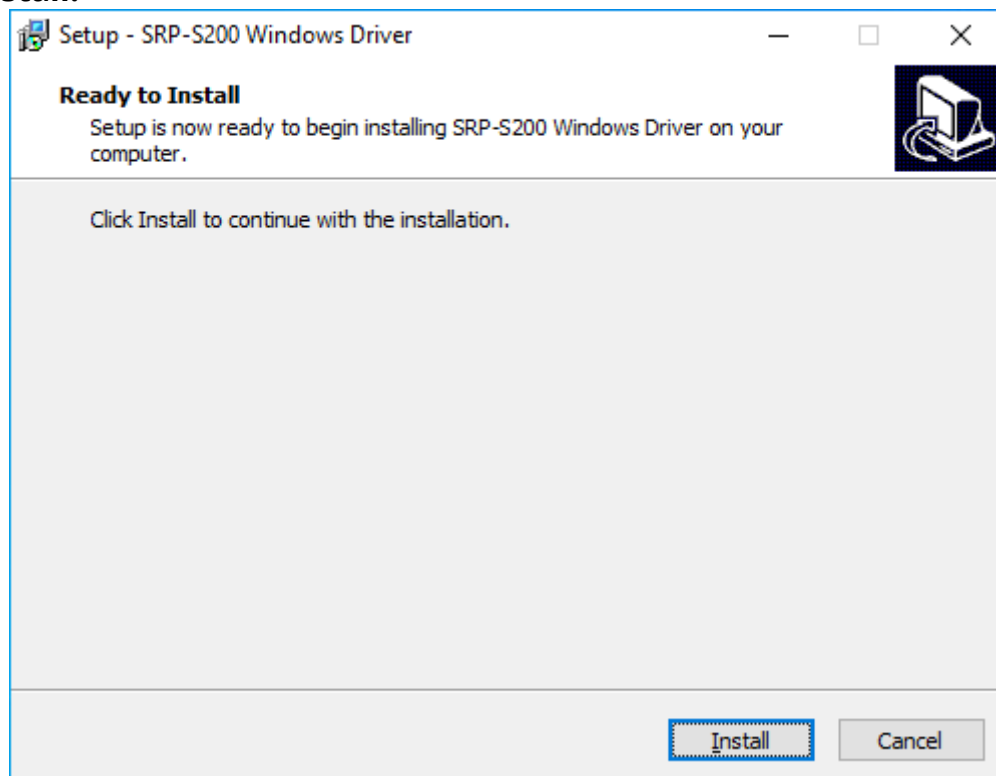 Setup - SRP-S200 Windows Driver
Ready to Install
Setup is now ready to begin installing SRP-S200 Windows Driver on your
computer.
Click Install to continue with the installation.
Install
Cancel